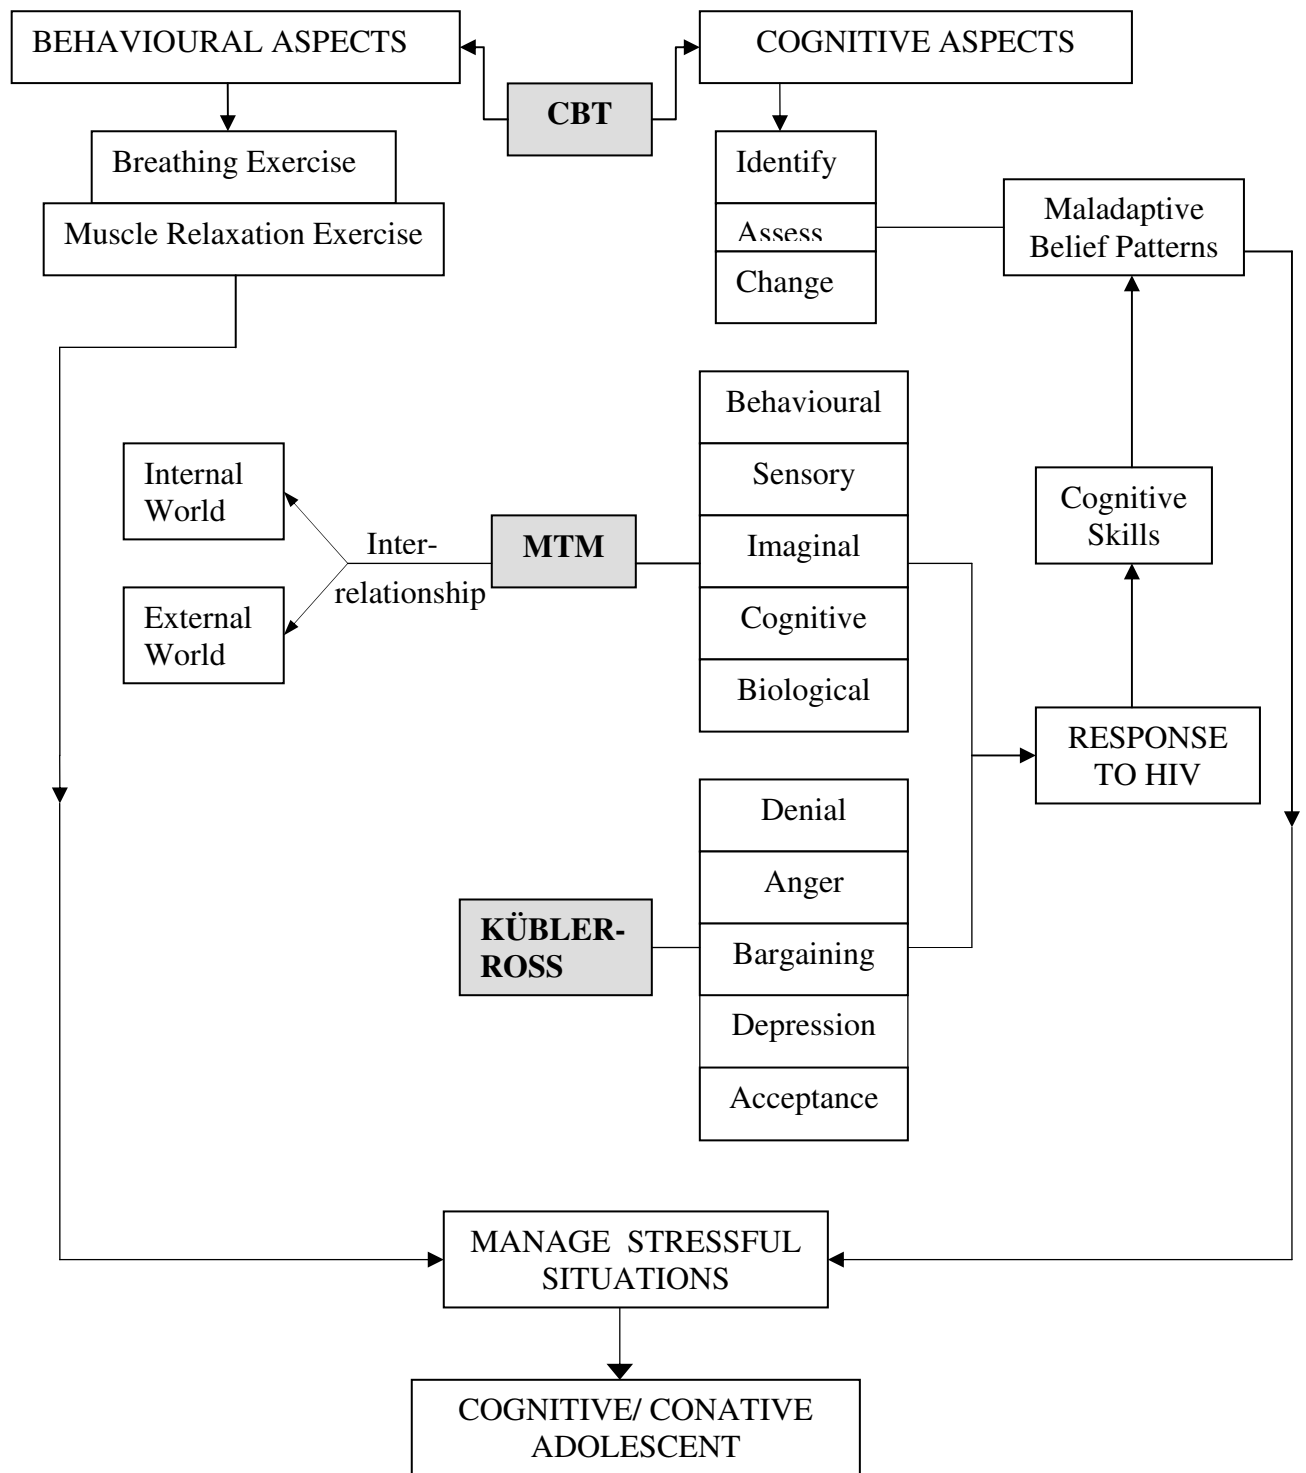 BEHAVIOURAL ASPECTS
COGNITIVE ASPECTS
CBT
Breathing Exercise
Muscle Relaxation Exercise
Identify
Assess
Change
Maladaptive
Belief Patterns
Behavioural
Sensory
Imaginal
Cognitive
Biological
Internal
World
External
World
Inter-
relationship
MTM
Cognitive
Skills
RESPONSE
TO HIV
Denial
Anger
Bargaining
Depression
Acceptance
KÜBLER-
ROSS
MANAGE STRESSFUL
SITUATIONS
COGNITIVE/ CONATIVE
ADOLESCENT